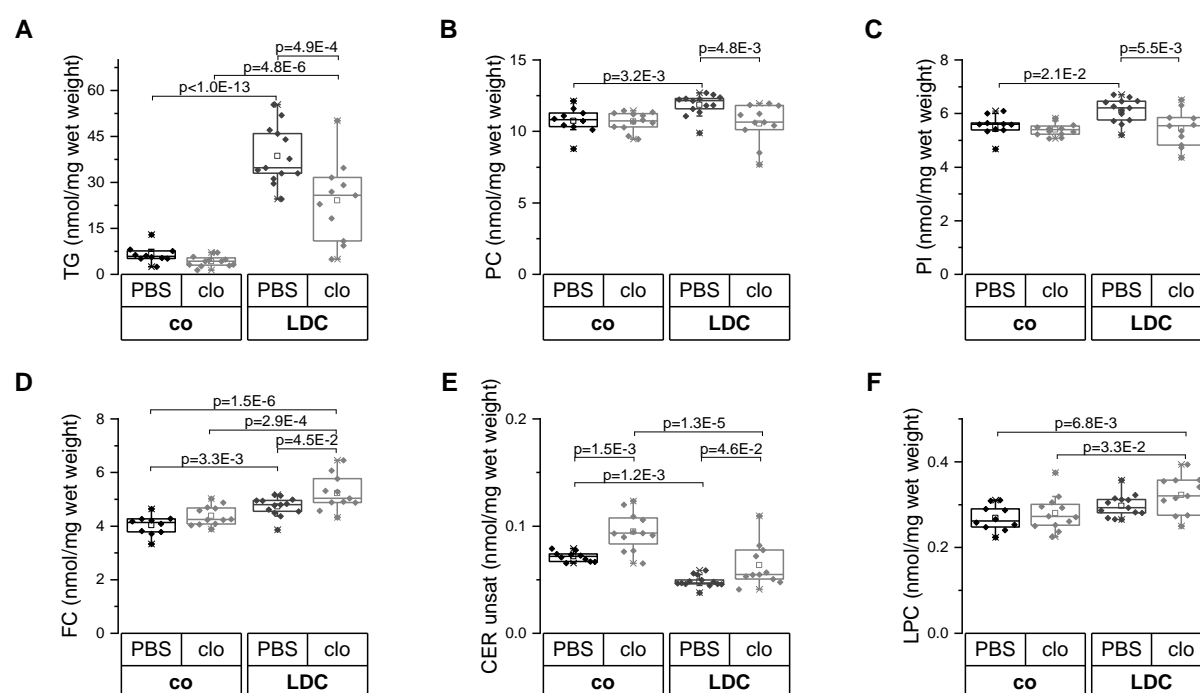 A
TG (nmol/mg wet weight)
p=4.9E-4
p=4.8E-6
p<1.0E-13
60
45
30
15
0
PBS clo PBS clo
co LDC
B
PC (nmol/mg wet weight)
p=4.8E-3
p=3.2E-3
15
10
5
0
PBS clo PBS clo
co LDC
C
PI (nmol/mg wet weight)
p=5.5E-3
p=2.1E-2
8
6
4
2
0
PBS clo PBS clo
co LDC
D
FC (nmol/mg wet weight)
p=1.5E-6
p=2.9E-4
p=4.5E-2
p=3.3E-3
8
6
4
2
0
PBS clo PBS clo
co LDC
E
CER unsat (nmol/mg wet weight)
p=1.3E-5
p=1.5E-3 p=4.6E-2
p=1.2E-3
0.2
0.1
0.0
PBS clo PBS clo
co LDC
F
LPC (nmol/mg wet weight)
p=6.8E-3
p=3.3E-2
0.4
0.2
0.0
PBS clo PBS clo
co LDC